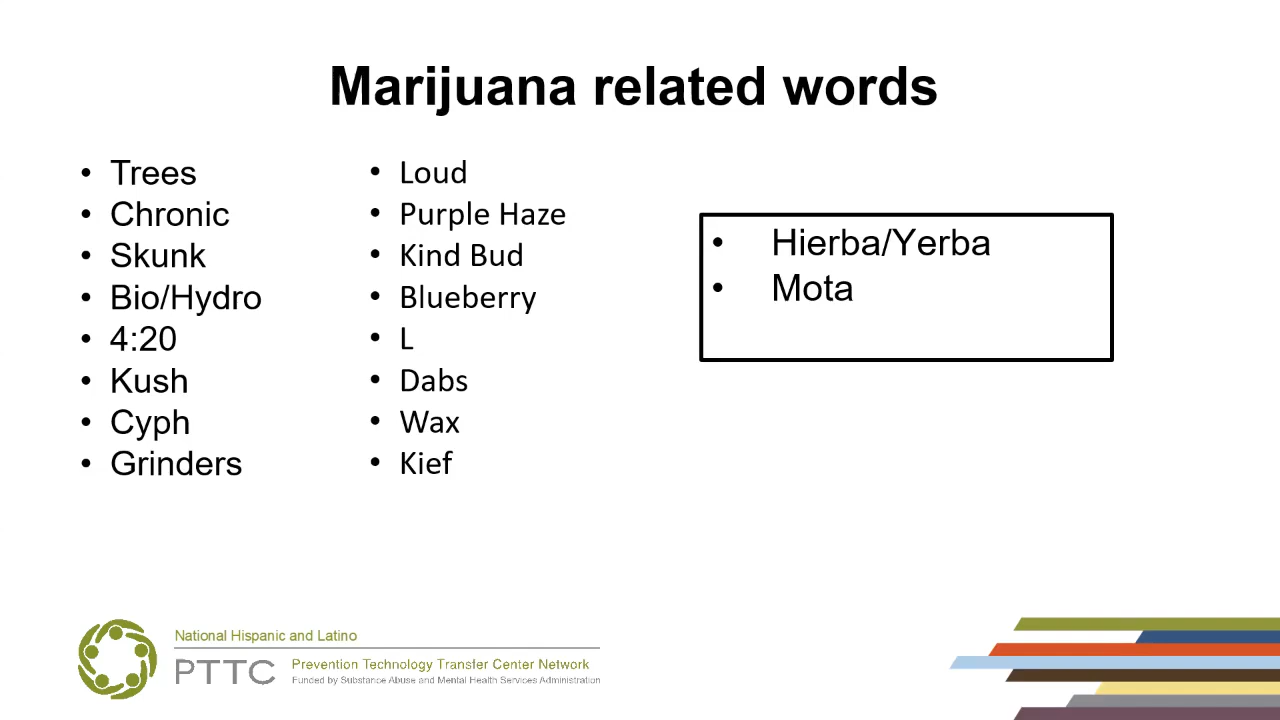 Marijuana related words
• Trees
• Chronic
• Skunk
• Bio/Hydro
• 4:20
• Kush
• Cyph
• Grinders
• Loud
• Purple Haze
• Kind Bud
• Blueberry
• L
• Dabs
• Wax
• Kief
• Hierba/Yerba
• Mota
National Hispanic and Latino
PTTC
Prevention Technology Transfer Center Network
Funded by Substance Abuse and Mental Health Services Administration